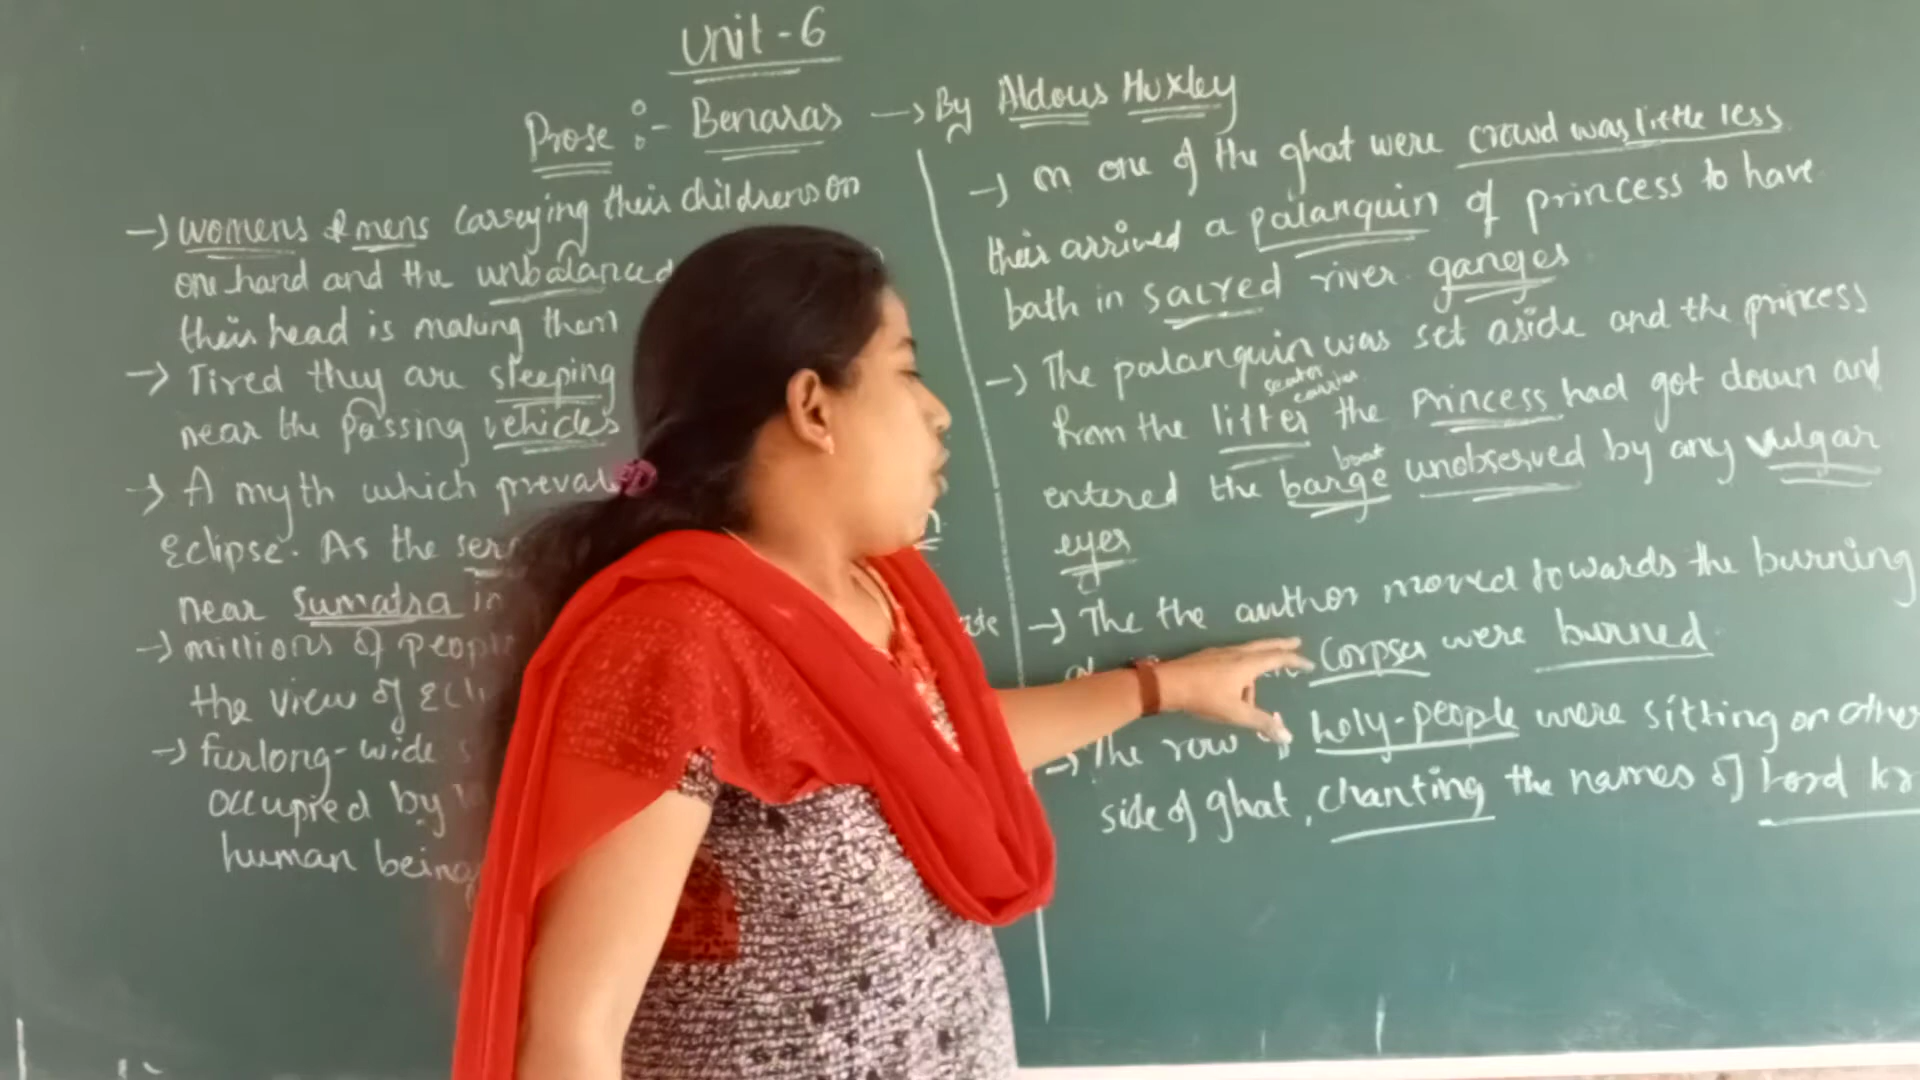 Unit - 6
Prose :- Benaras → By Aldous Huxley
→ womens & mens carrying their childrens on
one hand and the unbalanced
their head is making them
→ Tired they are sleeping
near the passing vehicles
→ A myth which preval
Eclipse. As the ser
near Sumatra in
→ millions of people
the view of Ecli
→ furlong-wide s
occupied by
human being
→ on one of the ghat were crowd was little less
their arrived a palanquin of princess to have
bath in sacred river ganges
→ The palanquin was set aside and the princess
seater carrier
from the litter the princess had got down and
boat
entered the barge unobserved by any vulgar
eyes
→ The the author moved towards the burning
corpses were burned
→ The row of holy-people were sitting on other
side of ghat, chanting the names of Lord kr